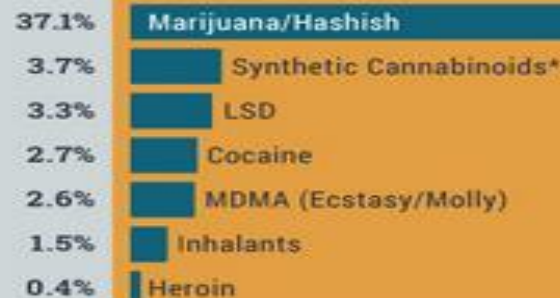 37.1% Marijuana/Hashish
3.7% Synthetic Cannabinoids*
3.3% LSD
2.7% Cocaine
2.6% MDMA (Ecstasy/Molly)
1.5% Inhalants
0.4% Heroin